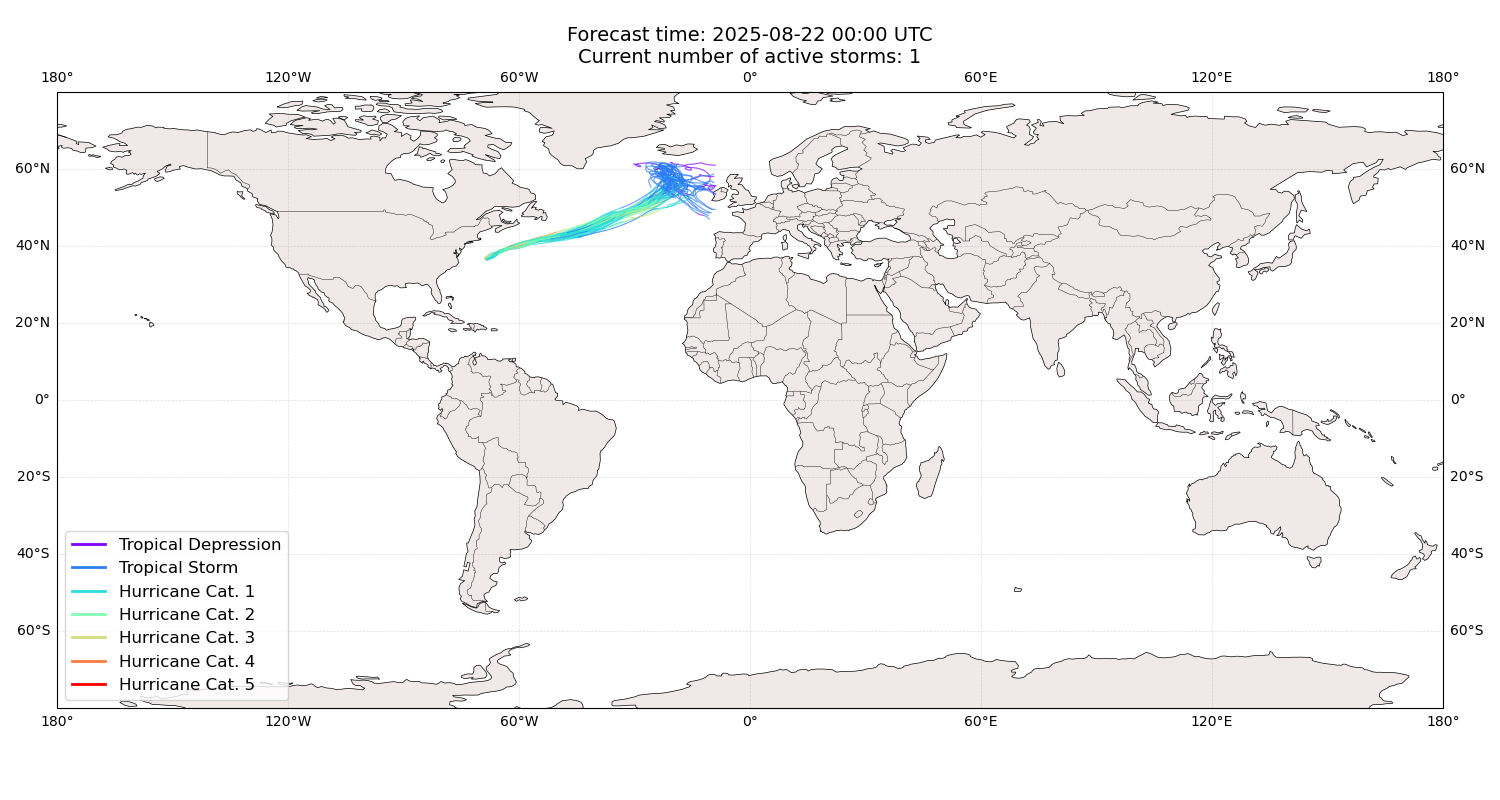 Forecast time: 2025-08-22 00:00 UTC
Current number of active storms: 1
180° 120°W 60°W 0° 60°E 120°E 180°
60°N 60°N
40°N 40°N
20°N 20°N
0° 0°
20°S 20°S
40°S 40°S
60°S 60°S
Tropical Depression
Tropical Storm
Hurricane Cat. 1
Hurricane Cat. 2
Hurricane Cat. 3
Hurricane Cat. 4
Hurricane Cat. 5
180° 120°W 60°W 0° 60°E 120°E 180°